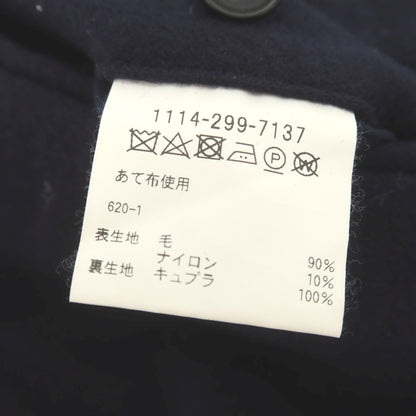 1114-299-7137
P W
あて布使用
620-1
表生地 毛 90%
ナイロン 10%
裏生地 キュプラ 100%